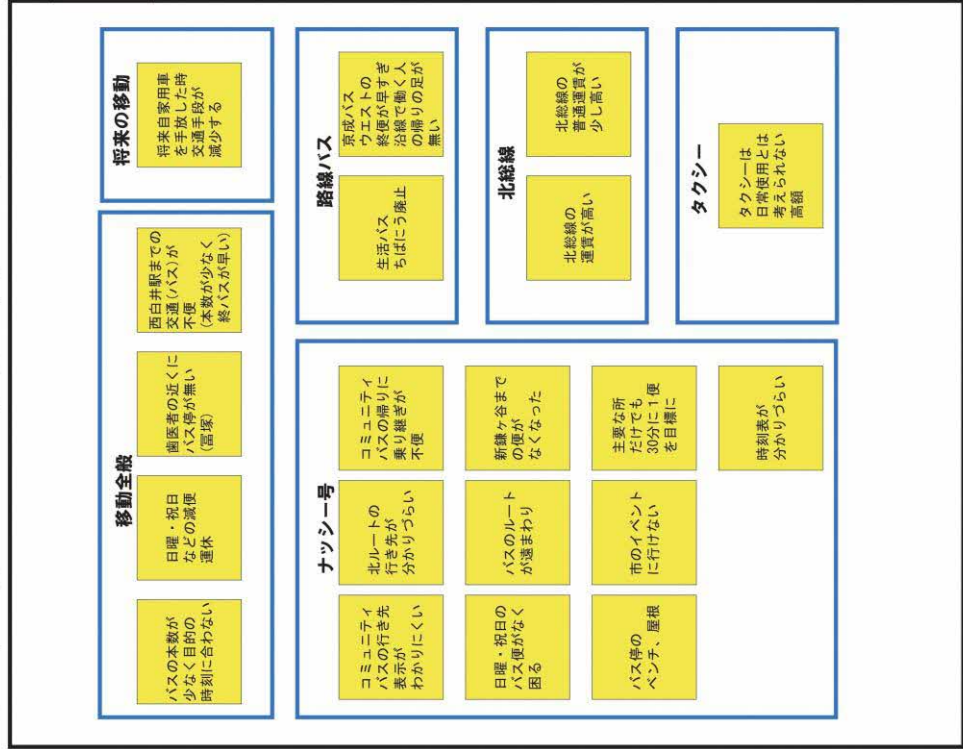 移動全般
バスの本数が
少なく目的の
時刻に合わない
日曜・祝日
などの減便
運休
歯医者の近くに
バス停が無い
(冨塚)
西白井駅までの
交通(バス)が
不便
(本数が少なく
終バスが早い)
将来の移動
将来自家用車
を手放した時
交通手段が
減少する
ナッシー号
コミュニティ
バスの行き先
表示が
わかりにくい
北ルートの
行き先が
分かりづらい
コミュニティ
バスの帰りに
乗り継ぎが
不便
日曜・祝日の
バス便がなく
困る
バスのルート
が遠まわり
新鎌ヶ谷まで
の便が
なくなった
バス停の
ベンチ、屋根
市のイベント
に行けない
主要な所
だけでも
30分に1便
を目標に
時刻表が
分かりづらい
路線バス
生活バス
ちばにう廃止
京成バス
ウエストの
終便が早すぎ
沿線で働く人
の帰りの足が
無い
北総線
北総線の
運賃が高い
北総線の
普通運賃が
少し高い
タクシー
タクシーは
日常使用とは
考えられない
高額